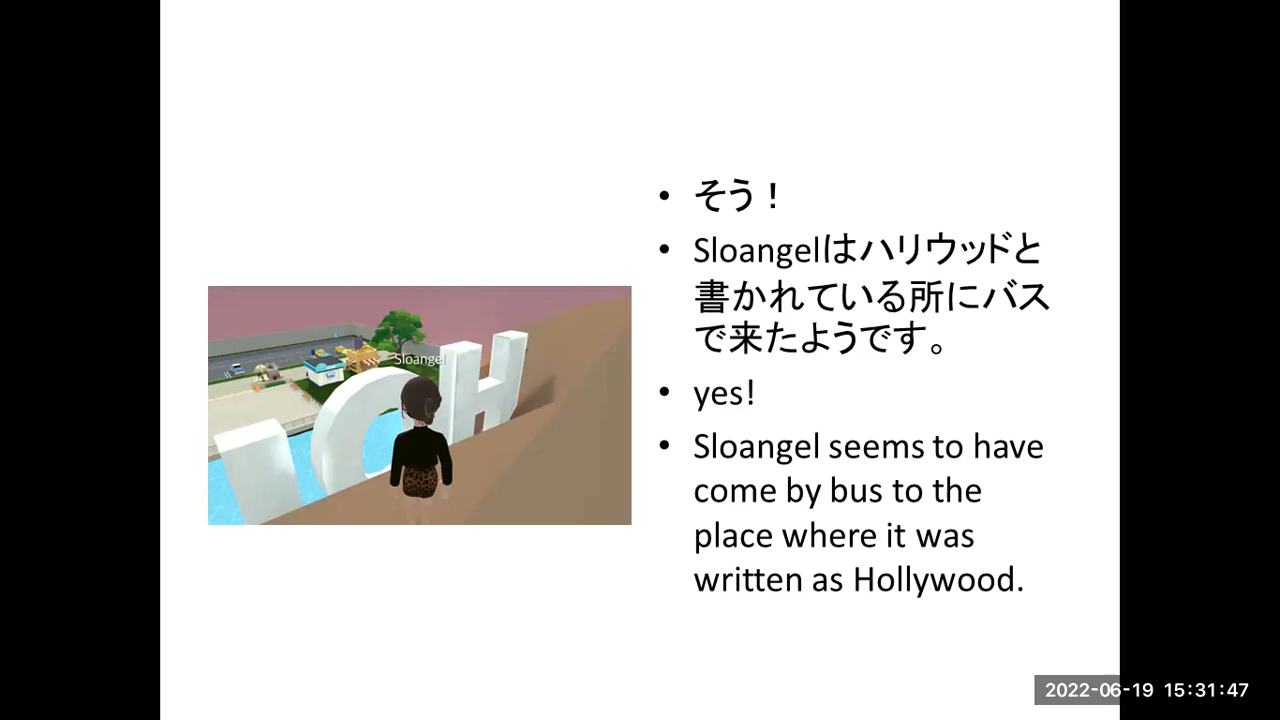 Sloangel
• そう！
• Sloangelはハリウッドと
書かれている所にバス
で来たようです。
• yes!
• Sloangel seems to have
come by bus to the
place where it was
written as Hollywood.
2022-06-19 15:31:47